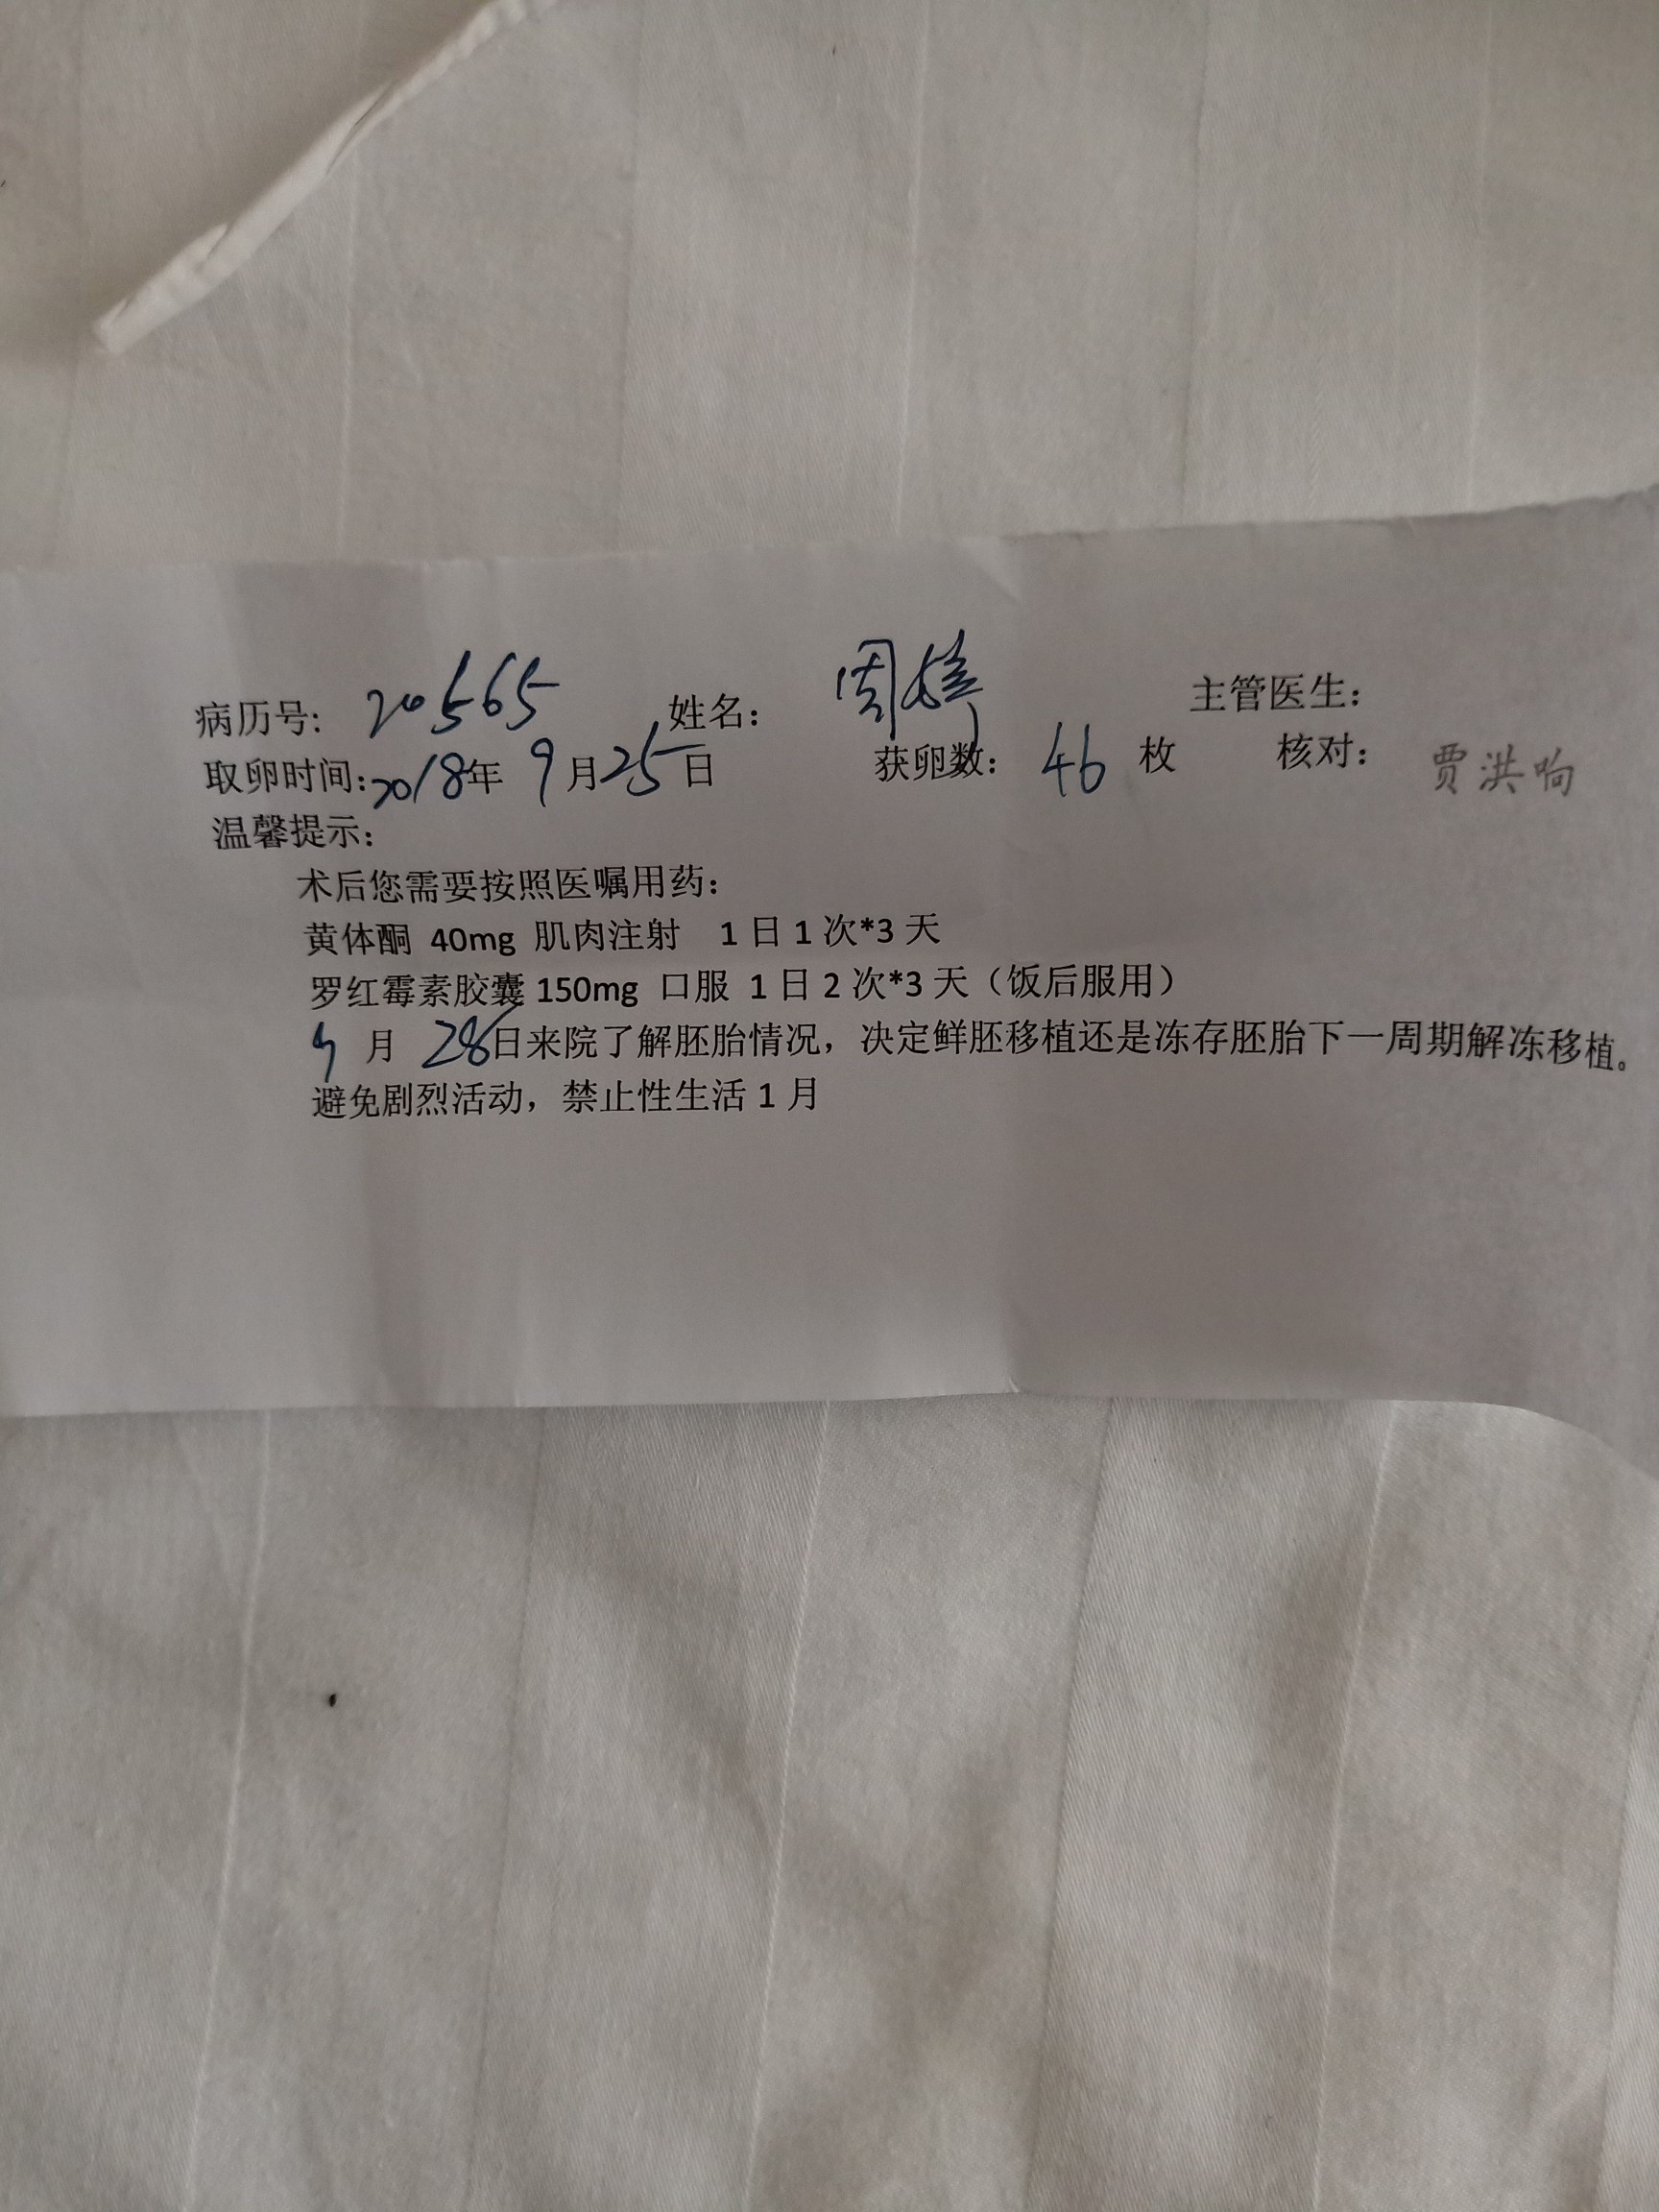 病历号: 20565 姓名: 周婷 主管医生:
取卵时间:2018年 9月25日 获卵数: 46 枚 核对: 贾洪响
温馨提示:
术后您需要按照医嘱用药:
黄体酮 40mg 肌肉注射 1日1次*3天
罗红霉素胶囊150mg 口服 1日2次*3天（饭后服用）
9月 28日来院了解胚胎情况，决定鲜胚移植还是冻存胚胎下一周期解冻移植。
避免剧烈活动，禁止性生活1月